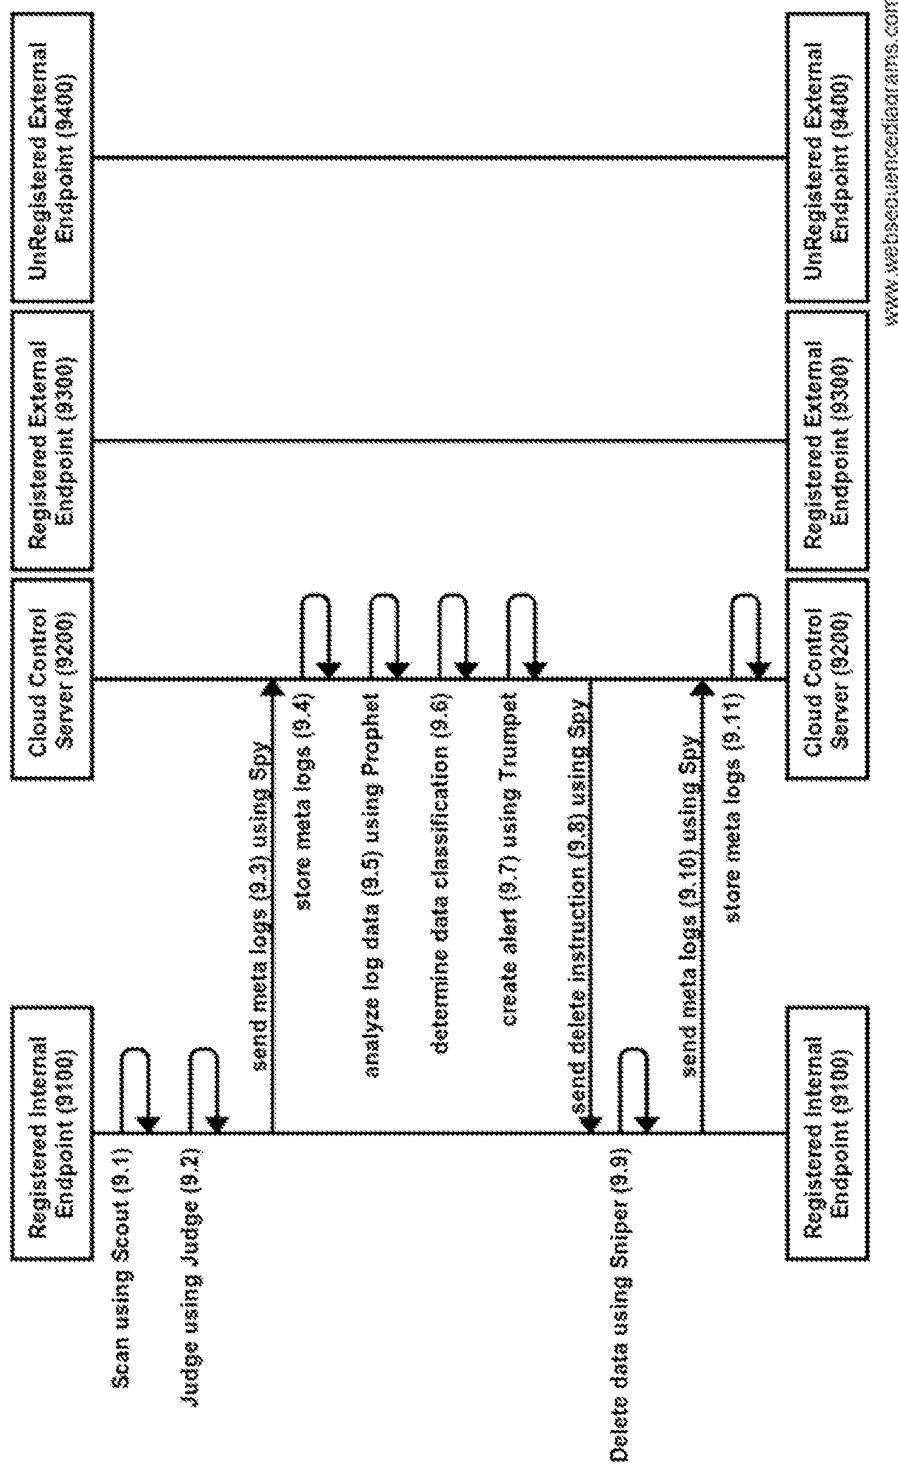 Registered Internal
Endpoint (9100)
Cloud Control
Server (9200)
Registered External
Endpoint (9300)
UnRegistered External
Endpoint (9400)
Scan using Scout (9.1)
Judge using Judge (9.2)
send meta logs (9.3) using Spy
store meta logs (9.4)
analyze log data (9.5) using Prophet
determine data classification (9.6)
create alert (9.7) using Trumpet
send delete instruction (9.8) using Spy
Delete data using Sniper (9.9)
send meta logs (9.10) using Spy
store meta logs (9.11)
Registered Internal
Endpoint (9100)
Cloud Control
Server (9200)
Registered External
Endpoint (9300)
UnRegistered External
Endpoint (9400)
www.websequencediagrams.com